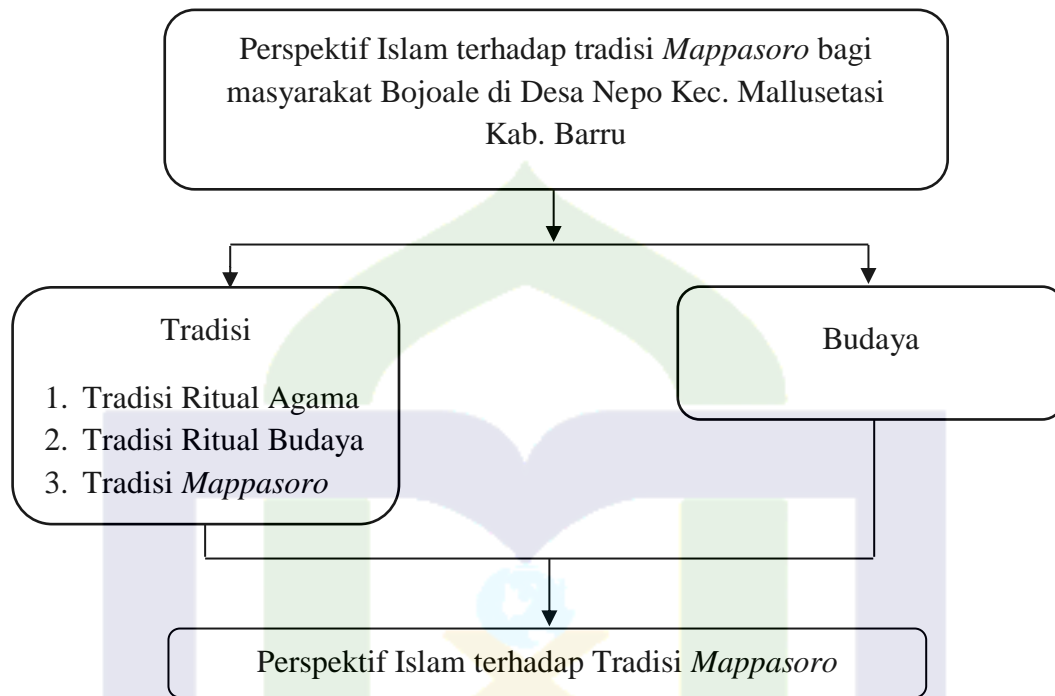 Perspektif Islam terhadap tradisi Mappasoro bagi
masyarakat Bojoale di Desa Nepo Kec. Mallusetasi
Kab. Barru
Tradisi
1. Tradisi Ritual Agama
2. Tradisi Ritual Budaya
3. Tradisi Mappasoro
Budaya
Perspektif Islam terhadap Tradisi Mappasoro